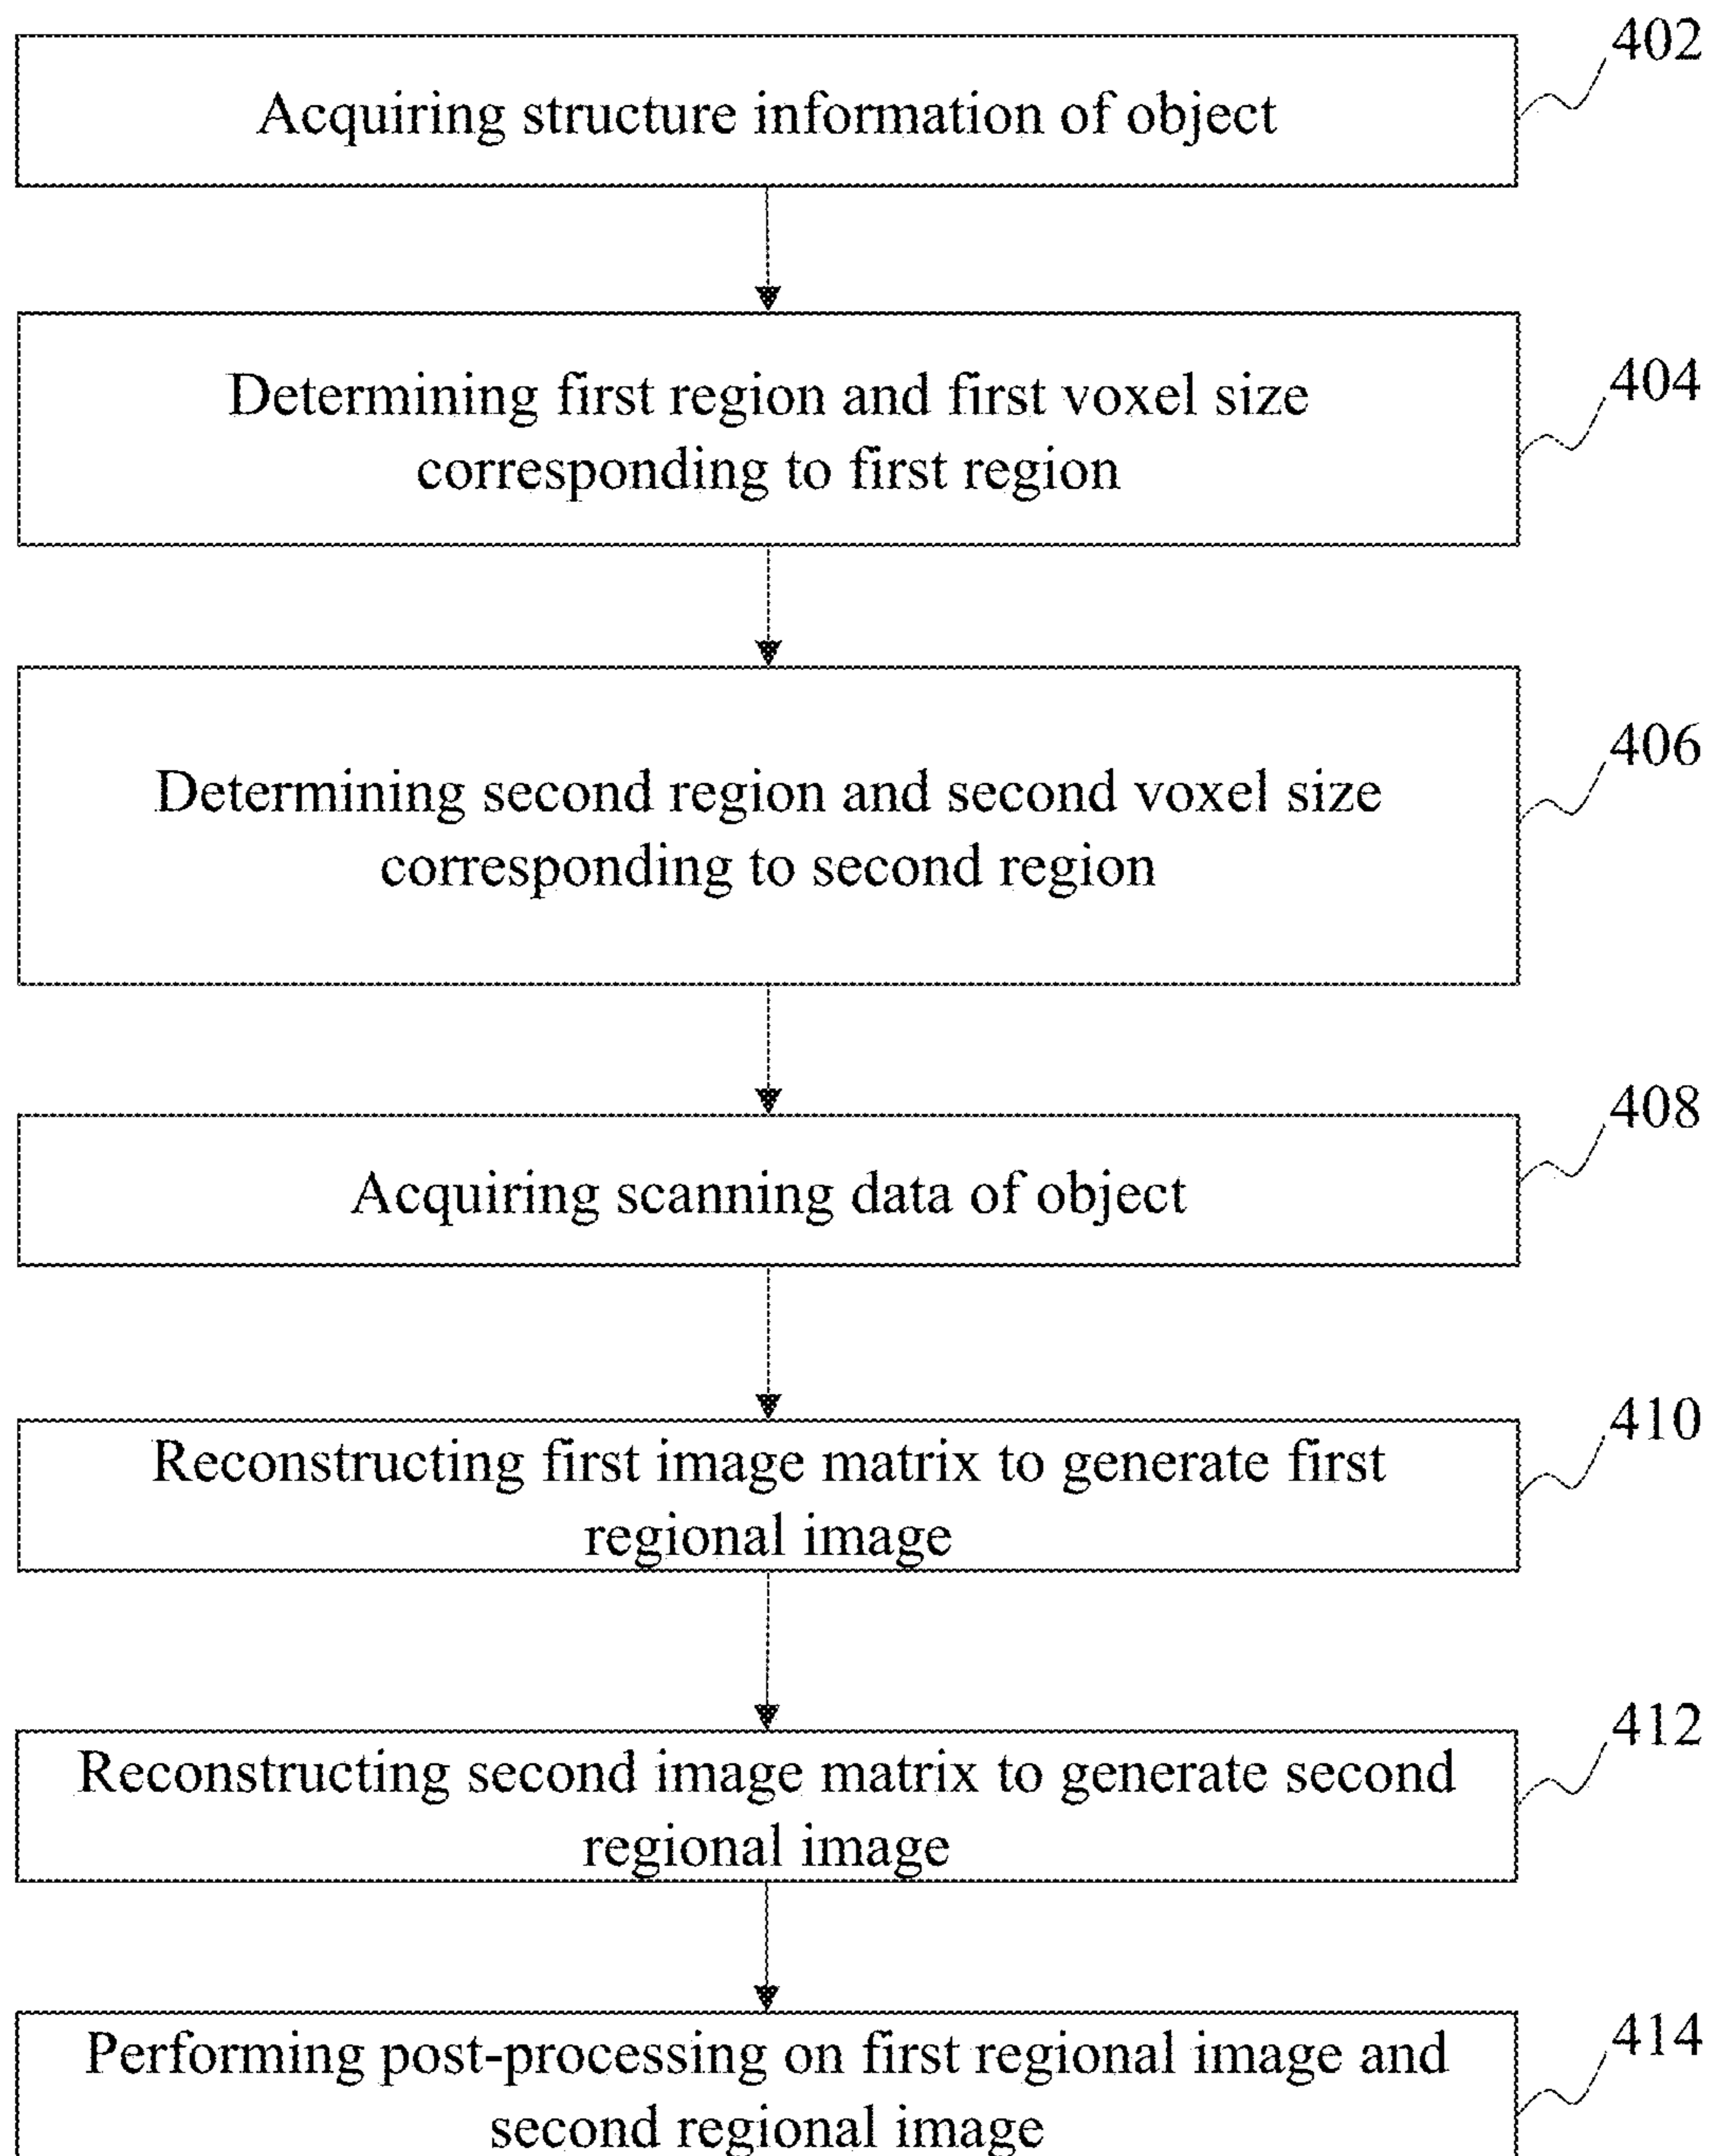 402
Acquiring structure information of object
404
Determining first region and first voxel size
corresponding to first region
406
Determining second region and second voxel size
corresponding to second region
408
Acquiring scanning data of object
410
Reconstructing first image matrix to generate first
regional image
412
Reconstructing second image matrix to generate second
regional image
414
Performing post-processing on first regional image and
second regional image